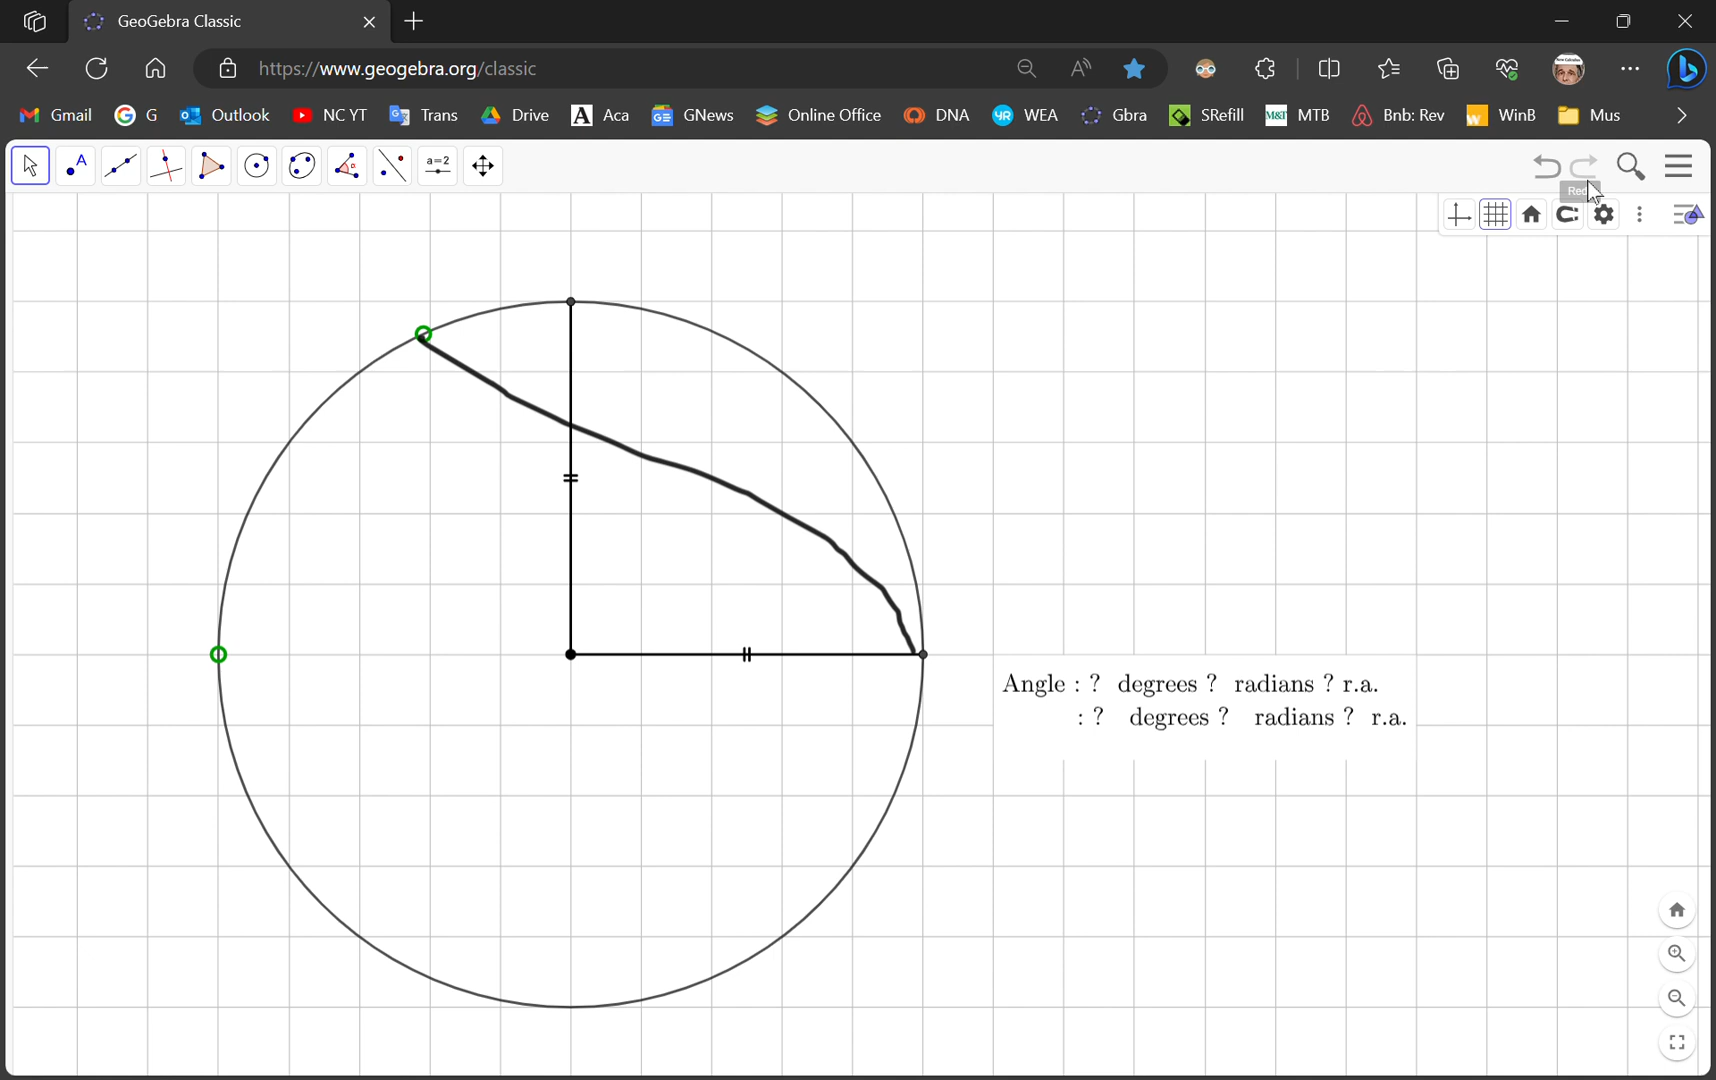 GeoGebra Classic
https://www.geogebra.org/classic
Gmail G Outlook NC YT Trans Drive A Aca GNews Online Office DNA YR WEA Gbra SRefill M&T MTB Bnb: Rev W WinB Mus
A α a=2
Angle : ? degrees ? radians ? r.a.
: ? degrees ? radians ? r.a.